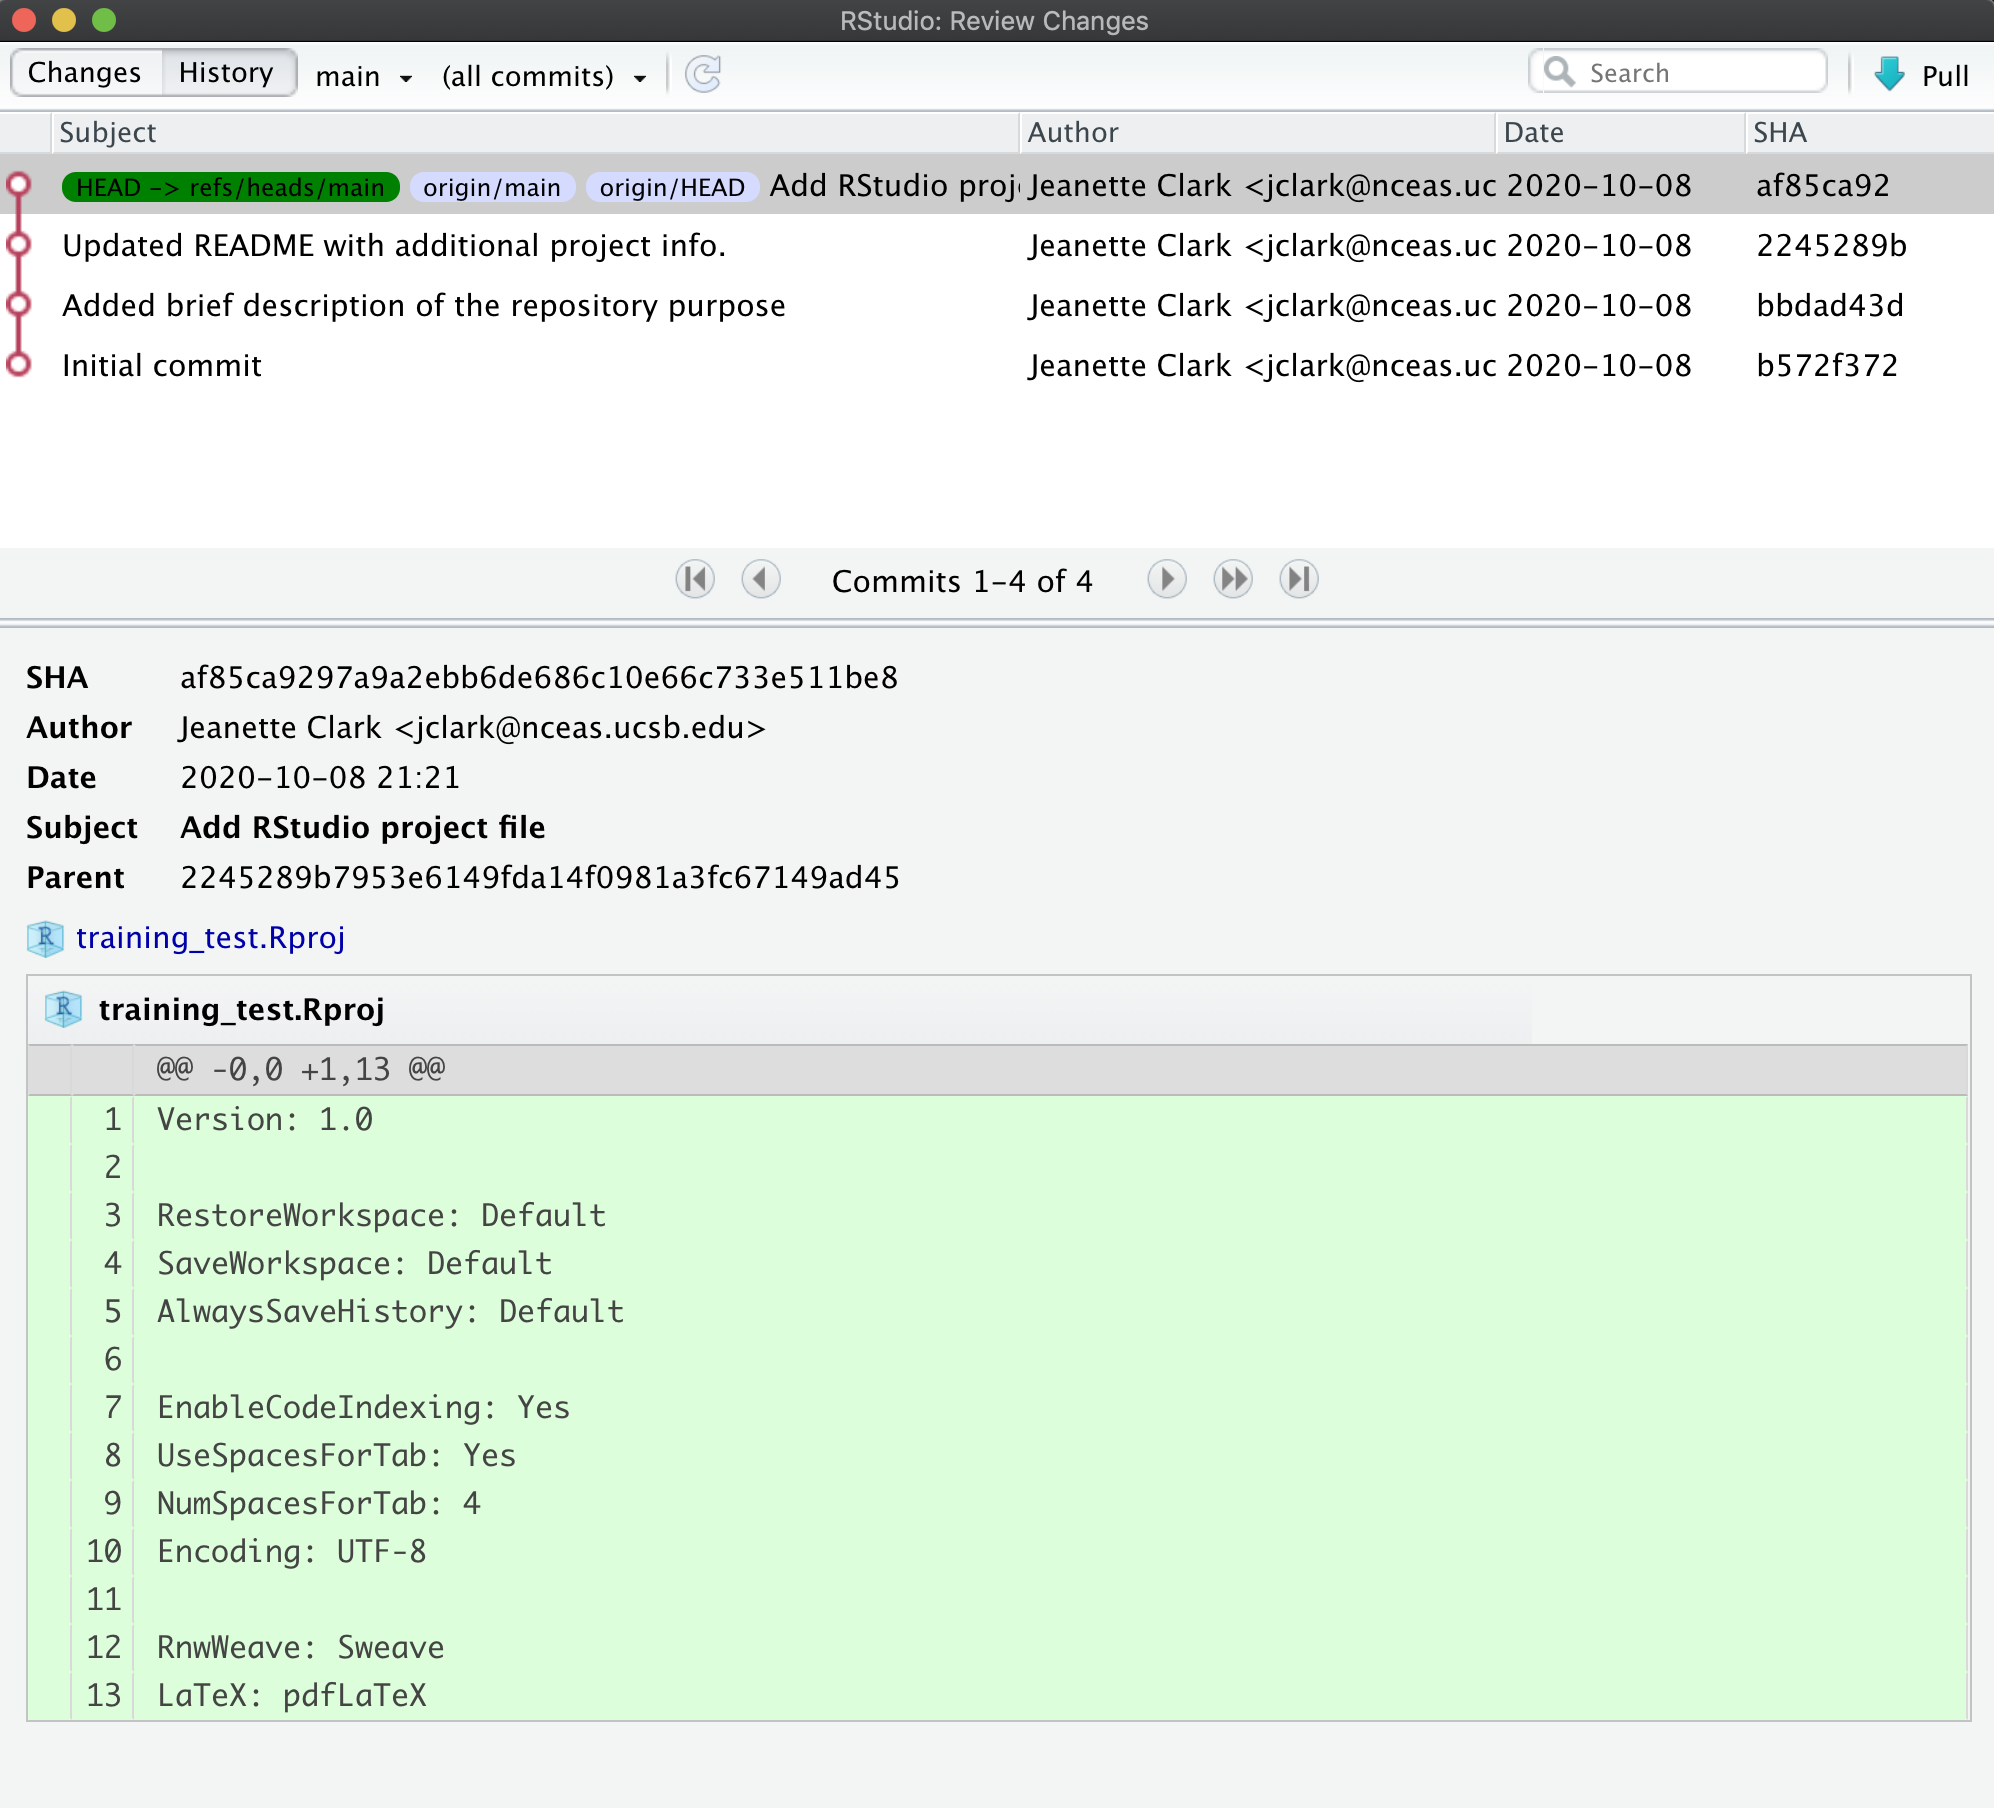 RStudio: Review Changes
Changes History main (all commits) Search Pull
Subject Author Date SHA
HEAD -> refs/heads/main origin/main origin/HEAD Add RStudio proj Jeanette Clark <jclark@nceas.uc 2020-10-08 af85ca92
Updated README with additional project info. Jeanette Clark <jclark@nceas.uc 2020-10-08 2245289b
Added brief description of the repository purpose Jeanette Clark <jclark@nceas.uc 2020-10-08 bbdad43d
Initial commit Jeanette Clark <jclark@nceas.uc 2020-10-08 b572f372
Commits 1-4 of 4
SHA af85ca9297a9a2ebb6de686c10e66c733e511be8
Author Jeanette Clark <jclark@nceas.ucsb.edu>
Date 2020-10-08 21:21
Subject Add RStudio project file
Parent 2245289b7953e6149fda14f0981a3fc67149ad45
training_test.Rproj
training_test.Rproj
@@ -0,0 +1,13 @@
1 Version: 1.0
2
3 RestoreWorkspace: Default
4 SaveWorkspace: Default
5 AlwaysSaveHistory: Default
6
7 EnableCodeIndexing: Yes
8 UseSpacesForTab: Yes
9 NumSpacesForTab: 4
10 Encoding: UTF-8
11
12 RnwWeave: Sweave
13 LaTeX: pdfLaTeX